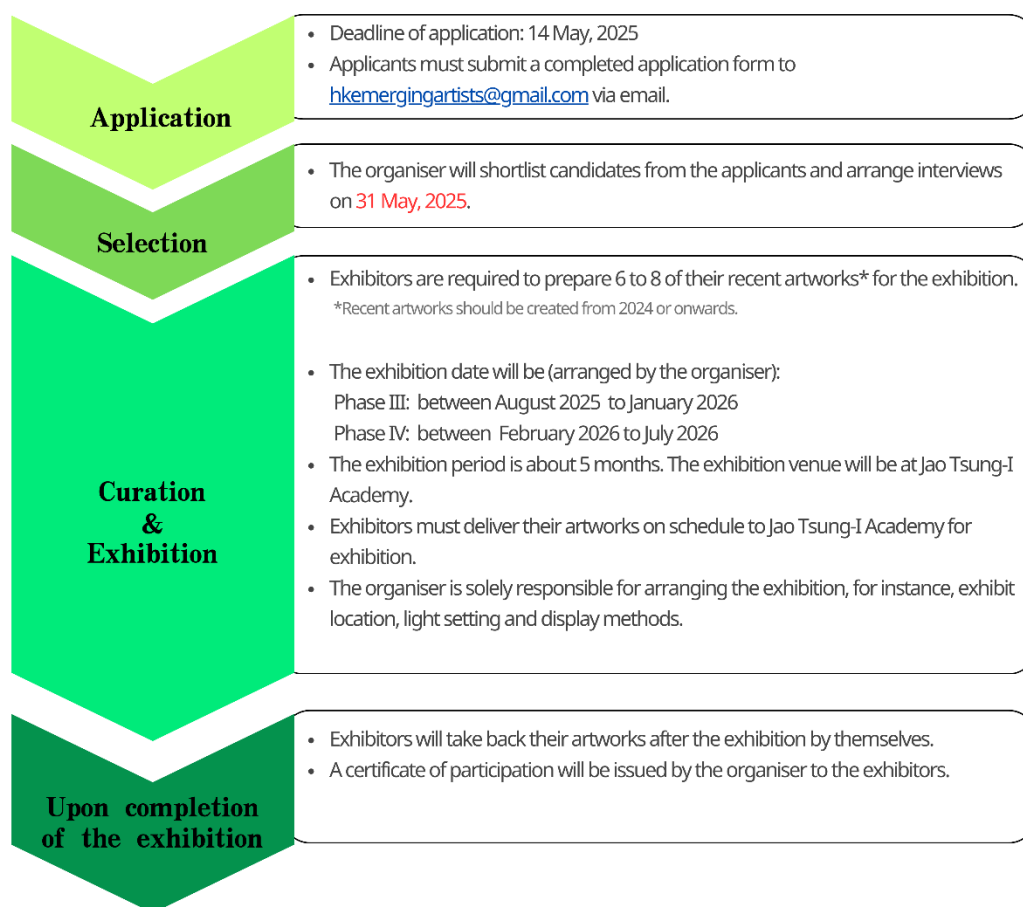 Application
• Deadline of application: 14 May, 2025
• Applicants must submit a completed application form to
hkemergingartists@gmail.com via email.
Selection
• The organiser will shortlist candidates from the applicants and arrange interviews
on 31 May, 2025.
Curation
&
Exhibition
• Exhibitors are required to prepare 6 to 8 of their recent artworks* for the exhibition.
*Recent artworks should be created from 2024 or onwards.
• The exhibition date will be (arranged by the organiser):
Phase III: between August 2025 to January 2026
Phase IV: between February 2026 to July 2026
• The exhibition period is about 5 months. The exhibition venue will be at Jao Tsung-I
Academy.
• Exhibitors must deliver their artworks on schedule to Jao Tsung-I Academy for
exhibition.
• The organiser is solely responsible for arranging the exhibition, for instance, exhibit
location, light setting and display methods.
Upon completion
of the exhibition
• Exhibitors will take back their artworks after the exhibition by themselves.
• A certificate of participation will be issued by the organiser to the exhibitors.